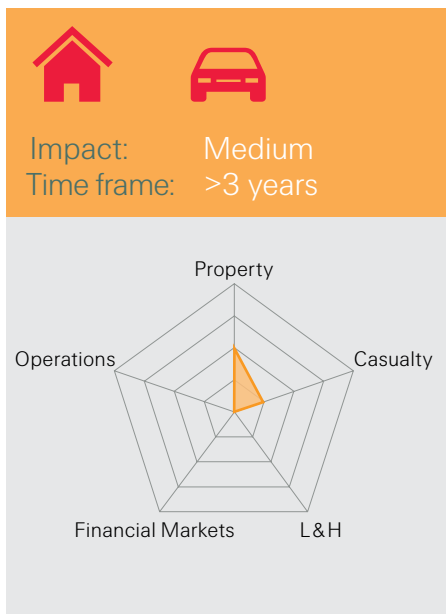 Impact: Medium
Time frame: >3 years
Property
Operations Casualty
Financial Markets L&H